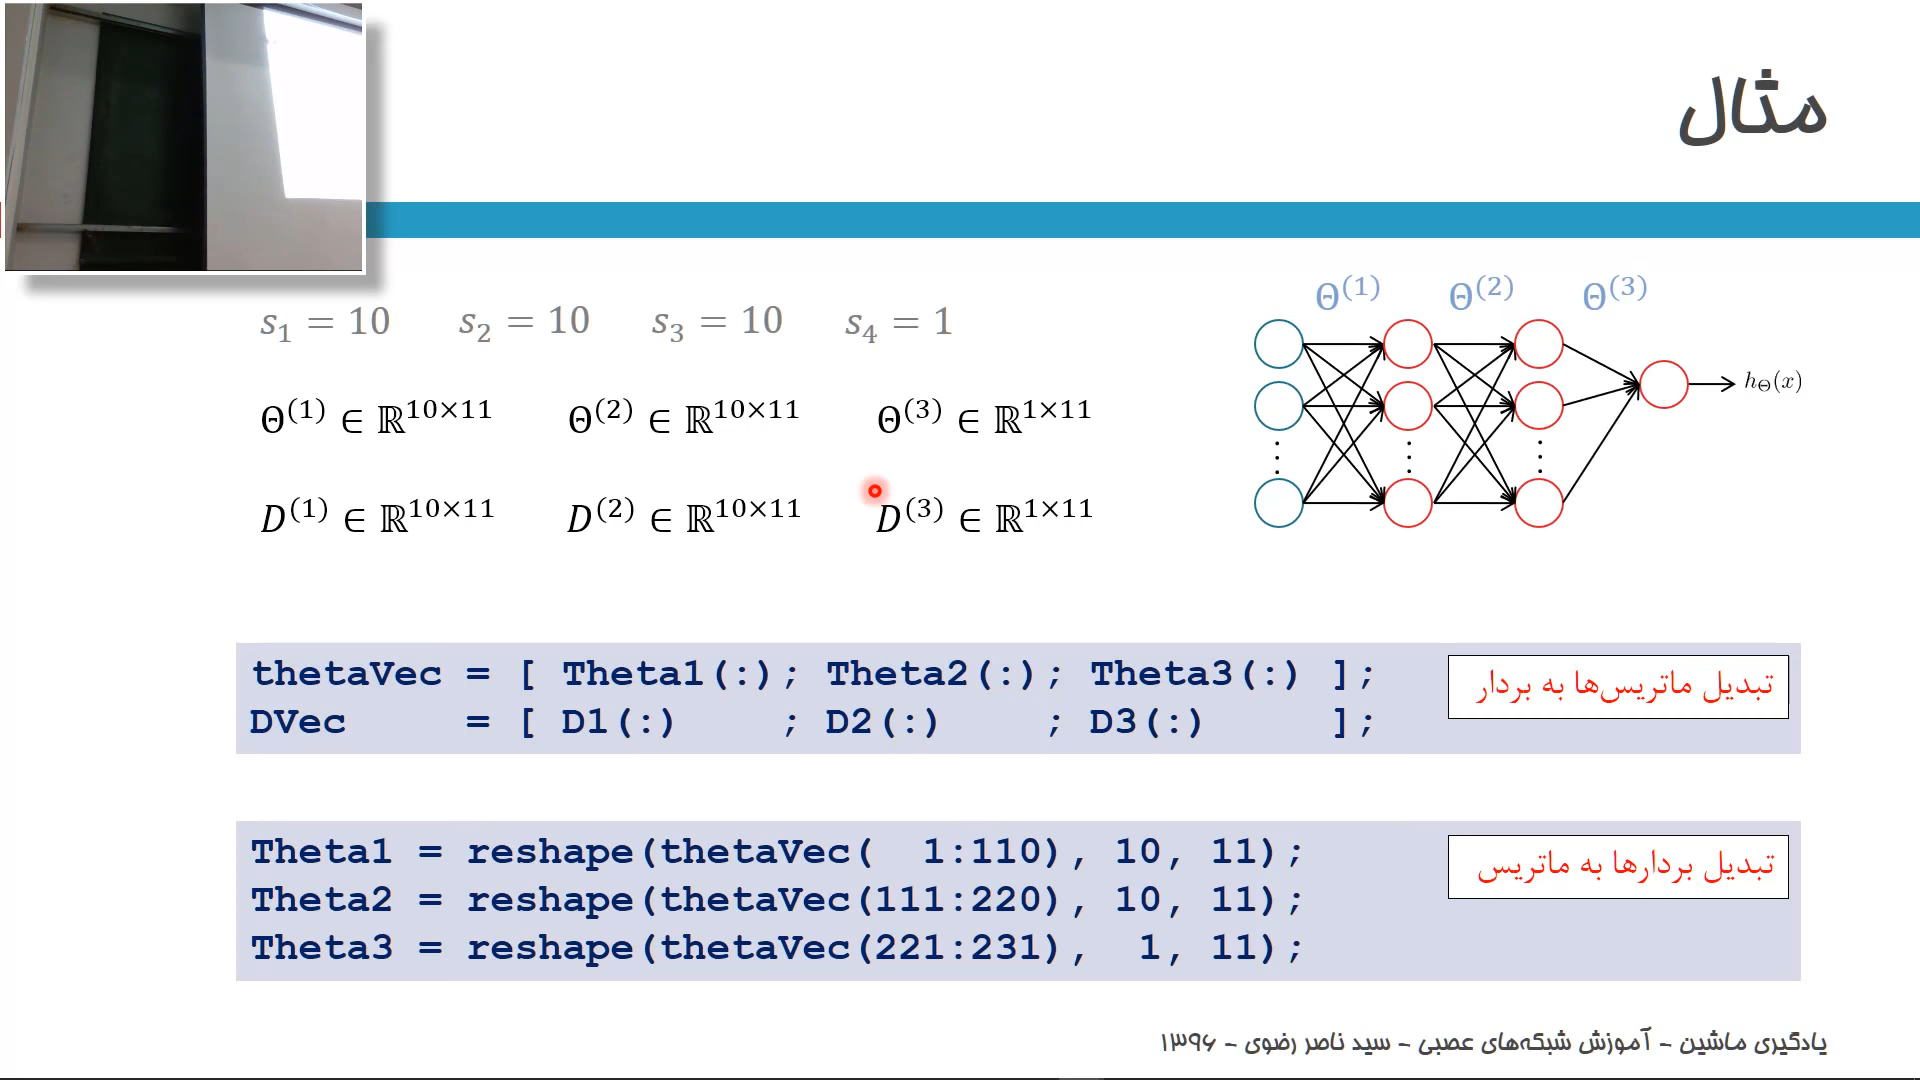 مثال
s₁ = 10 s₂ = 10 s₃ = 10 s₄ = 1
Θ⁽¹⁾ ∈ ℝ¹⁰ˣ¹¹ Θ⁽²⁾ ∈ ℝ¹⁰ˣ¹¹ Θ⁽³⁾ ∈ ℝ¹ˣ¹¹
D⁽¹⁾ ∈ ℝ¹⁰ˣ¹¹ D⁽²⁾ ∈ ℝ¹⁰ˣ¹¹ D⁽³⁾ ∈ ℝ¹ˣ¹¹
Θ⁽¹⁾ Θ⁽²⁾ Θ⁽³⁾
h_Θ(x)
thetaVec = [ Theta1(:); Theta2(:); Theta3(:) ];
DVec = [ D1(:) ; D2(:) ; D3(:) ];
تبدیل ماتریس‌ها به بردار
Theta1 = reshape(thetaVec( 1:110), 10, 11);
Theta2 = reshape(thetaVec(111:220), 10, 11);
Theta3 = reshape(thetaVec(221:231), 1, 11);
تبدیل بردارها به ماتریس
یادگیری ماشین - آموزش شبکه‌های عصبی - سید ناصر رضوی - ۱۳۹۶